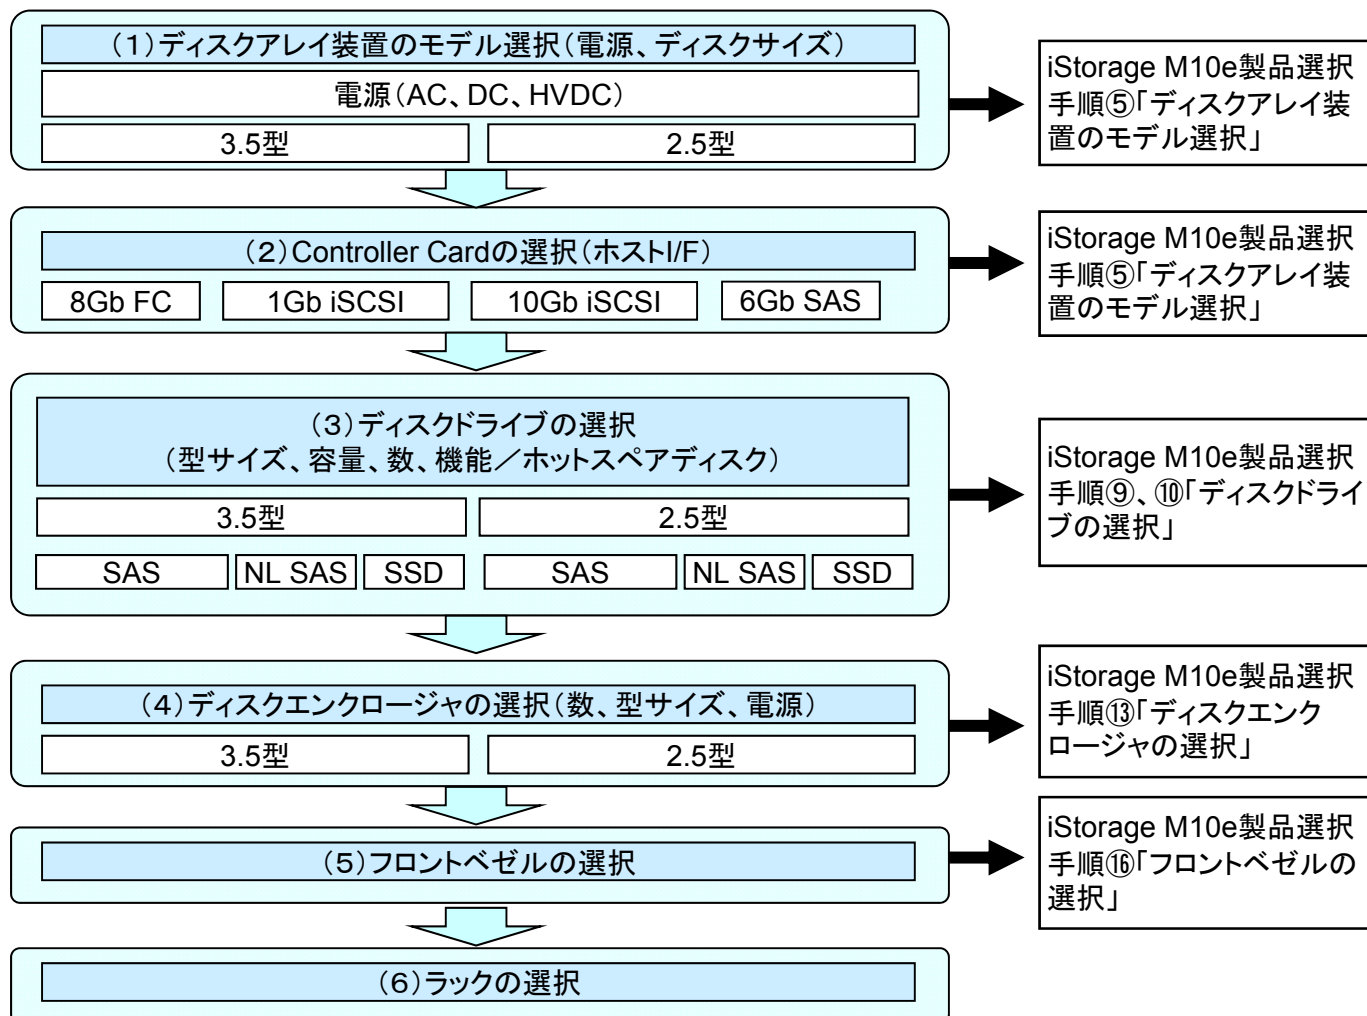 (1)ディスクアレイ装置のモデル選択(電源、ディスクサイズ)
電源(AC、DC、HVDC)
3.5型
2.5型
iStorage M10e製品選択
手順⑤「ディスクアレイ装
置のモデル選択」
(2)Controller Cardの選択(ホストI/F)
8Gb FC
1Gb iSCSI
10Gb iSCSI
6Gb SAS
iStorage M10e製品選択
手順⑤「ディスクアレイ装
置のモデル選択」
(3)ディスクドライブの選択
(型サイズ、容量、数、機能/ホットスペアディスク)
3.5型
2.5型
SAS
NL SAS
SSD
SAS
NL SAS
SSD
iStorage M10e製品選択
手順⑨、⑩「ディスクドライ
ブの選択」
(4)ディスクエンクロージャの選択(数、型サイズ、電源)
3.5型
2.5型
iStorage M10e製品選択
手順⑬「ディスクエンク
ロージャの選択」
(5)フロントベゼルの選択
iStorage M10e製品選択
手順⑯「フロントベゼルの
選択」
(6)ラックの選択